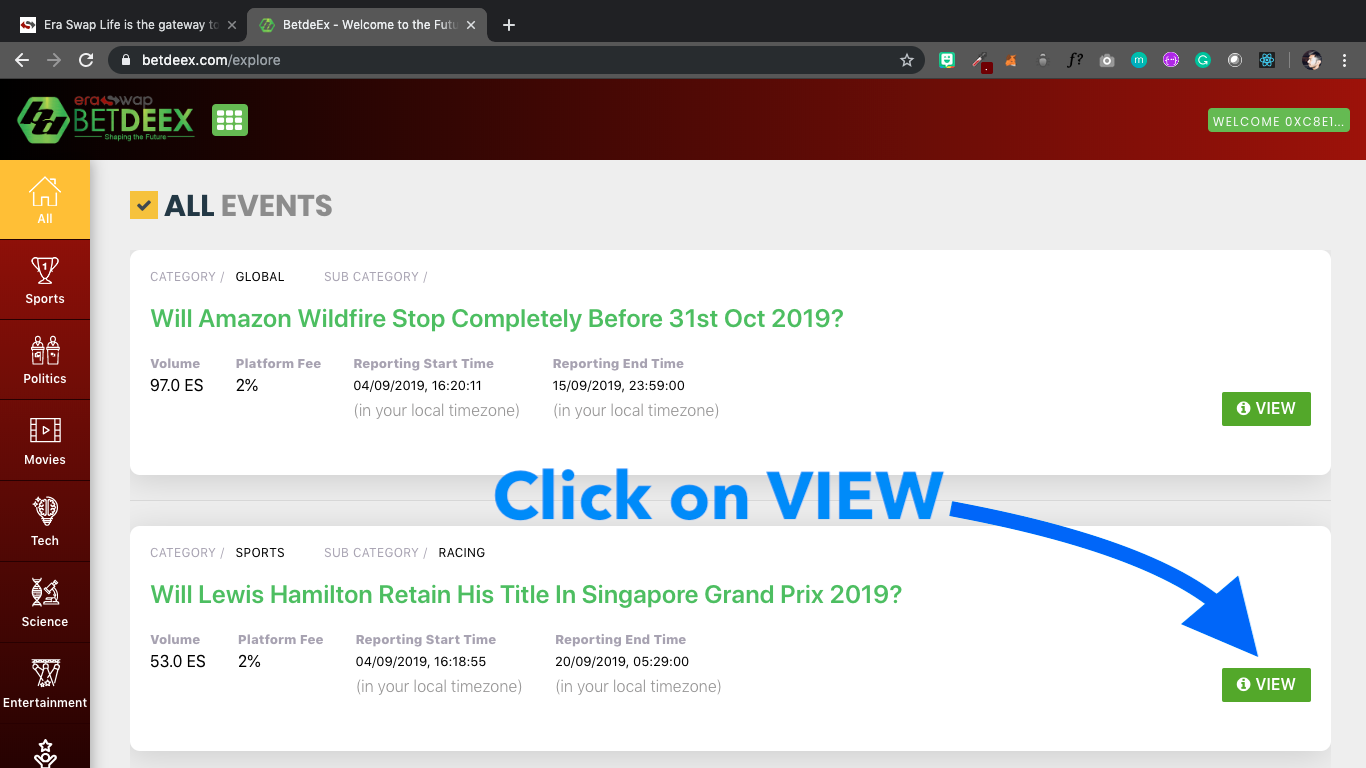 Era Swap Life is the gateway to
BetdeEx - Welcome to the Futu
betdeex.com/explore
f?
eraswap
BETDEEX
Shaping the Future
WELCOME 0XC8E1...
All
Sports
Politics
Movies
Tech
Science
Entertainment
ALL EVENTS
CATEGORY / GLOBAL SUB CATEGORY /
Will Amazon Wildfire Stop Completely Before 31st Oct 2019?
Volume Platform Fee Reporting Start Time Reporting End Time
97.0 ES 2% 04/09/2019, 16:20:11 15/09/2019, 23:59:00
(in your local timezone) (in your local timezone)
VIEW
Click on VIEW
CATEGORY / SPORTS SUB CATEGORY / RACING
Will Lewis Hamilton Retain His Title In Singapore Grand Prix 2019?
Volume Platform Fee Reporting Start Time Reporting End Time
53.0 ES 2% 04/09/2019, 16:18:55 20/09/2019, 05:29:00
(in your local timezone) (in your local timezone)
VIEW